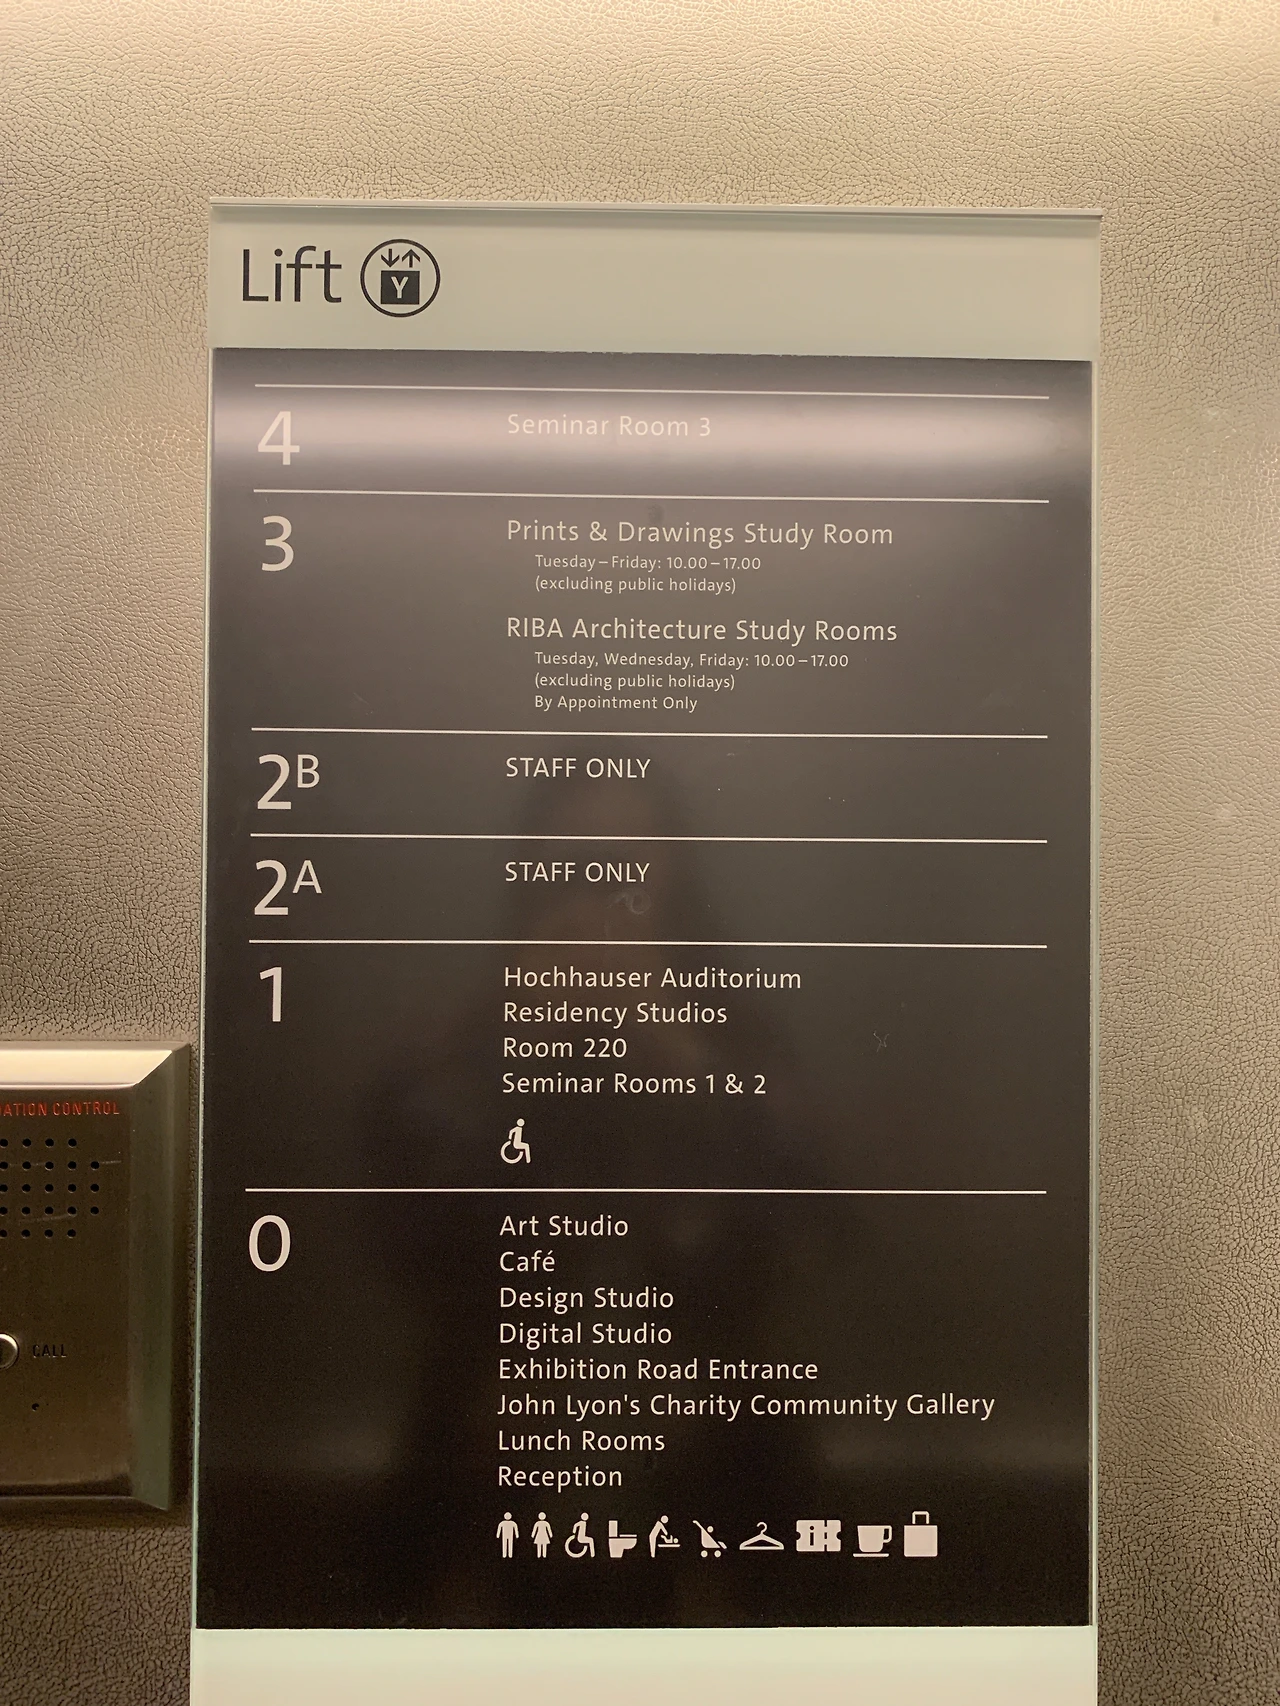 Lift Y
4 Seminar Room 3
3 Prints & Drawings Study Room
Tuesday – Friday: 10.00 – 17.00
(excluding public holidays)
RIBA Architecture Study Rooms
Tuesday, Wednesday, Friday: 10.00 – 17.00
(excluding public holidays)
By Appointment Only
2B STAFF ONLY
2A STAFF ONLY
1 Hochhauser Auditorium
Residency Studios
Room 220
Seminar Rooms 1 & 2
0 Art Studio
Café
Design Studio
Digital Studio
Exhibition Road Entrance
John Lyon's Charity Community Gallery
Lunch Rooms
Reception
i
CONTROL
CALL